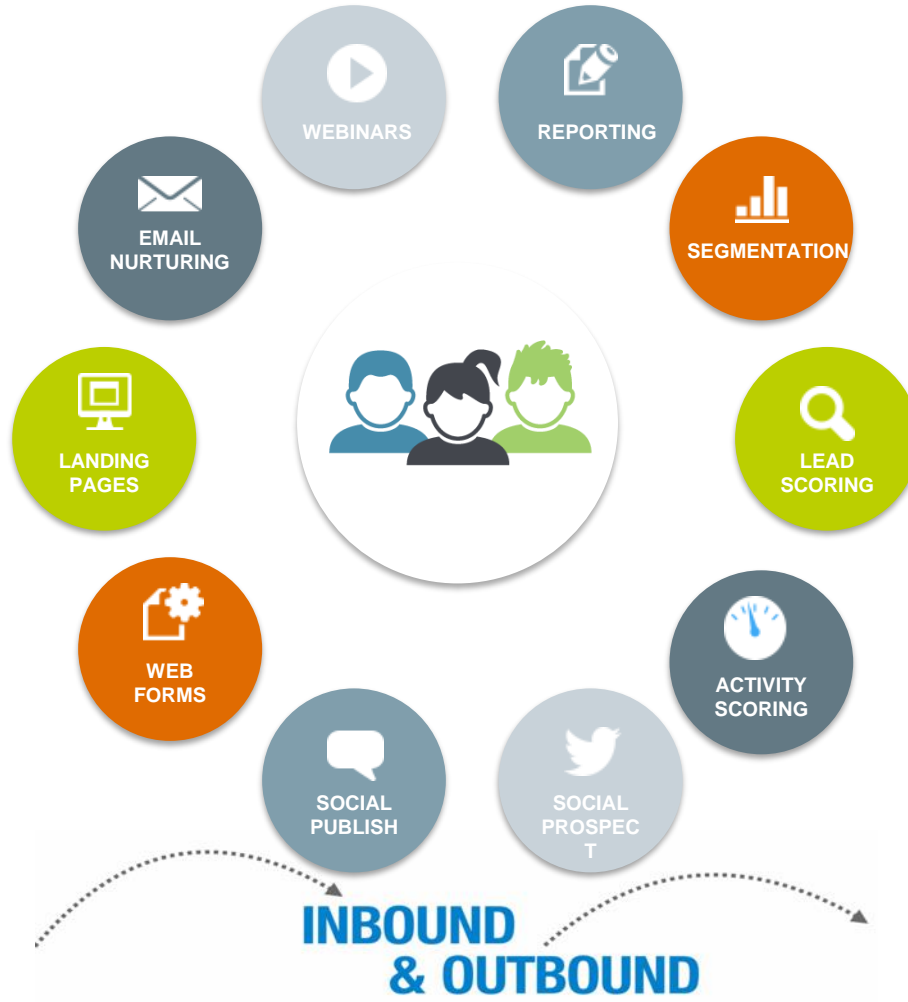 WEBINARS
REPORTING
EMAIL
NURTURING
SEGMENTATION
LANDING
PAGES
LEAD
SCORING
WEB
FORMS
ACTIVITY
SCORING
SOCIAL
PUBLISH
SOCIAL
PROSPEC
T
INBOUND
& OUTBOUND